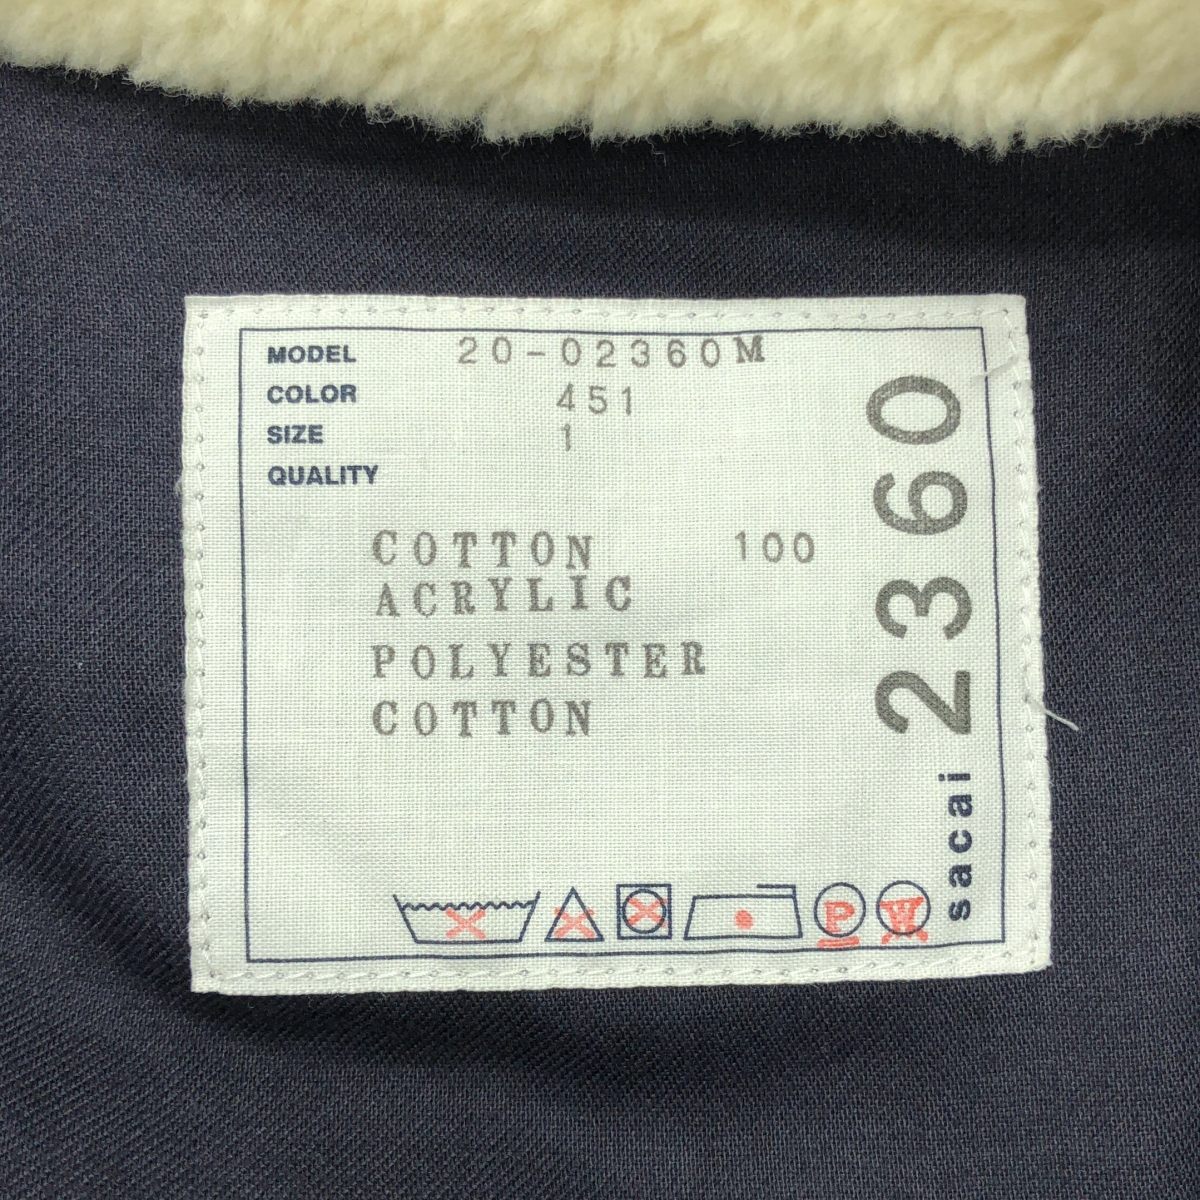 MODEL 20-02360M
COLOR 451
SIZE 1
QUALITY
COTTON 100
ACRYLIC
POLYESTER
COTTON
P
W
sacai 2360